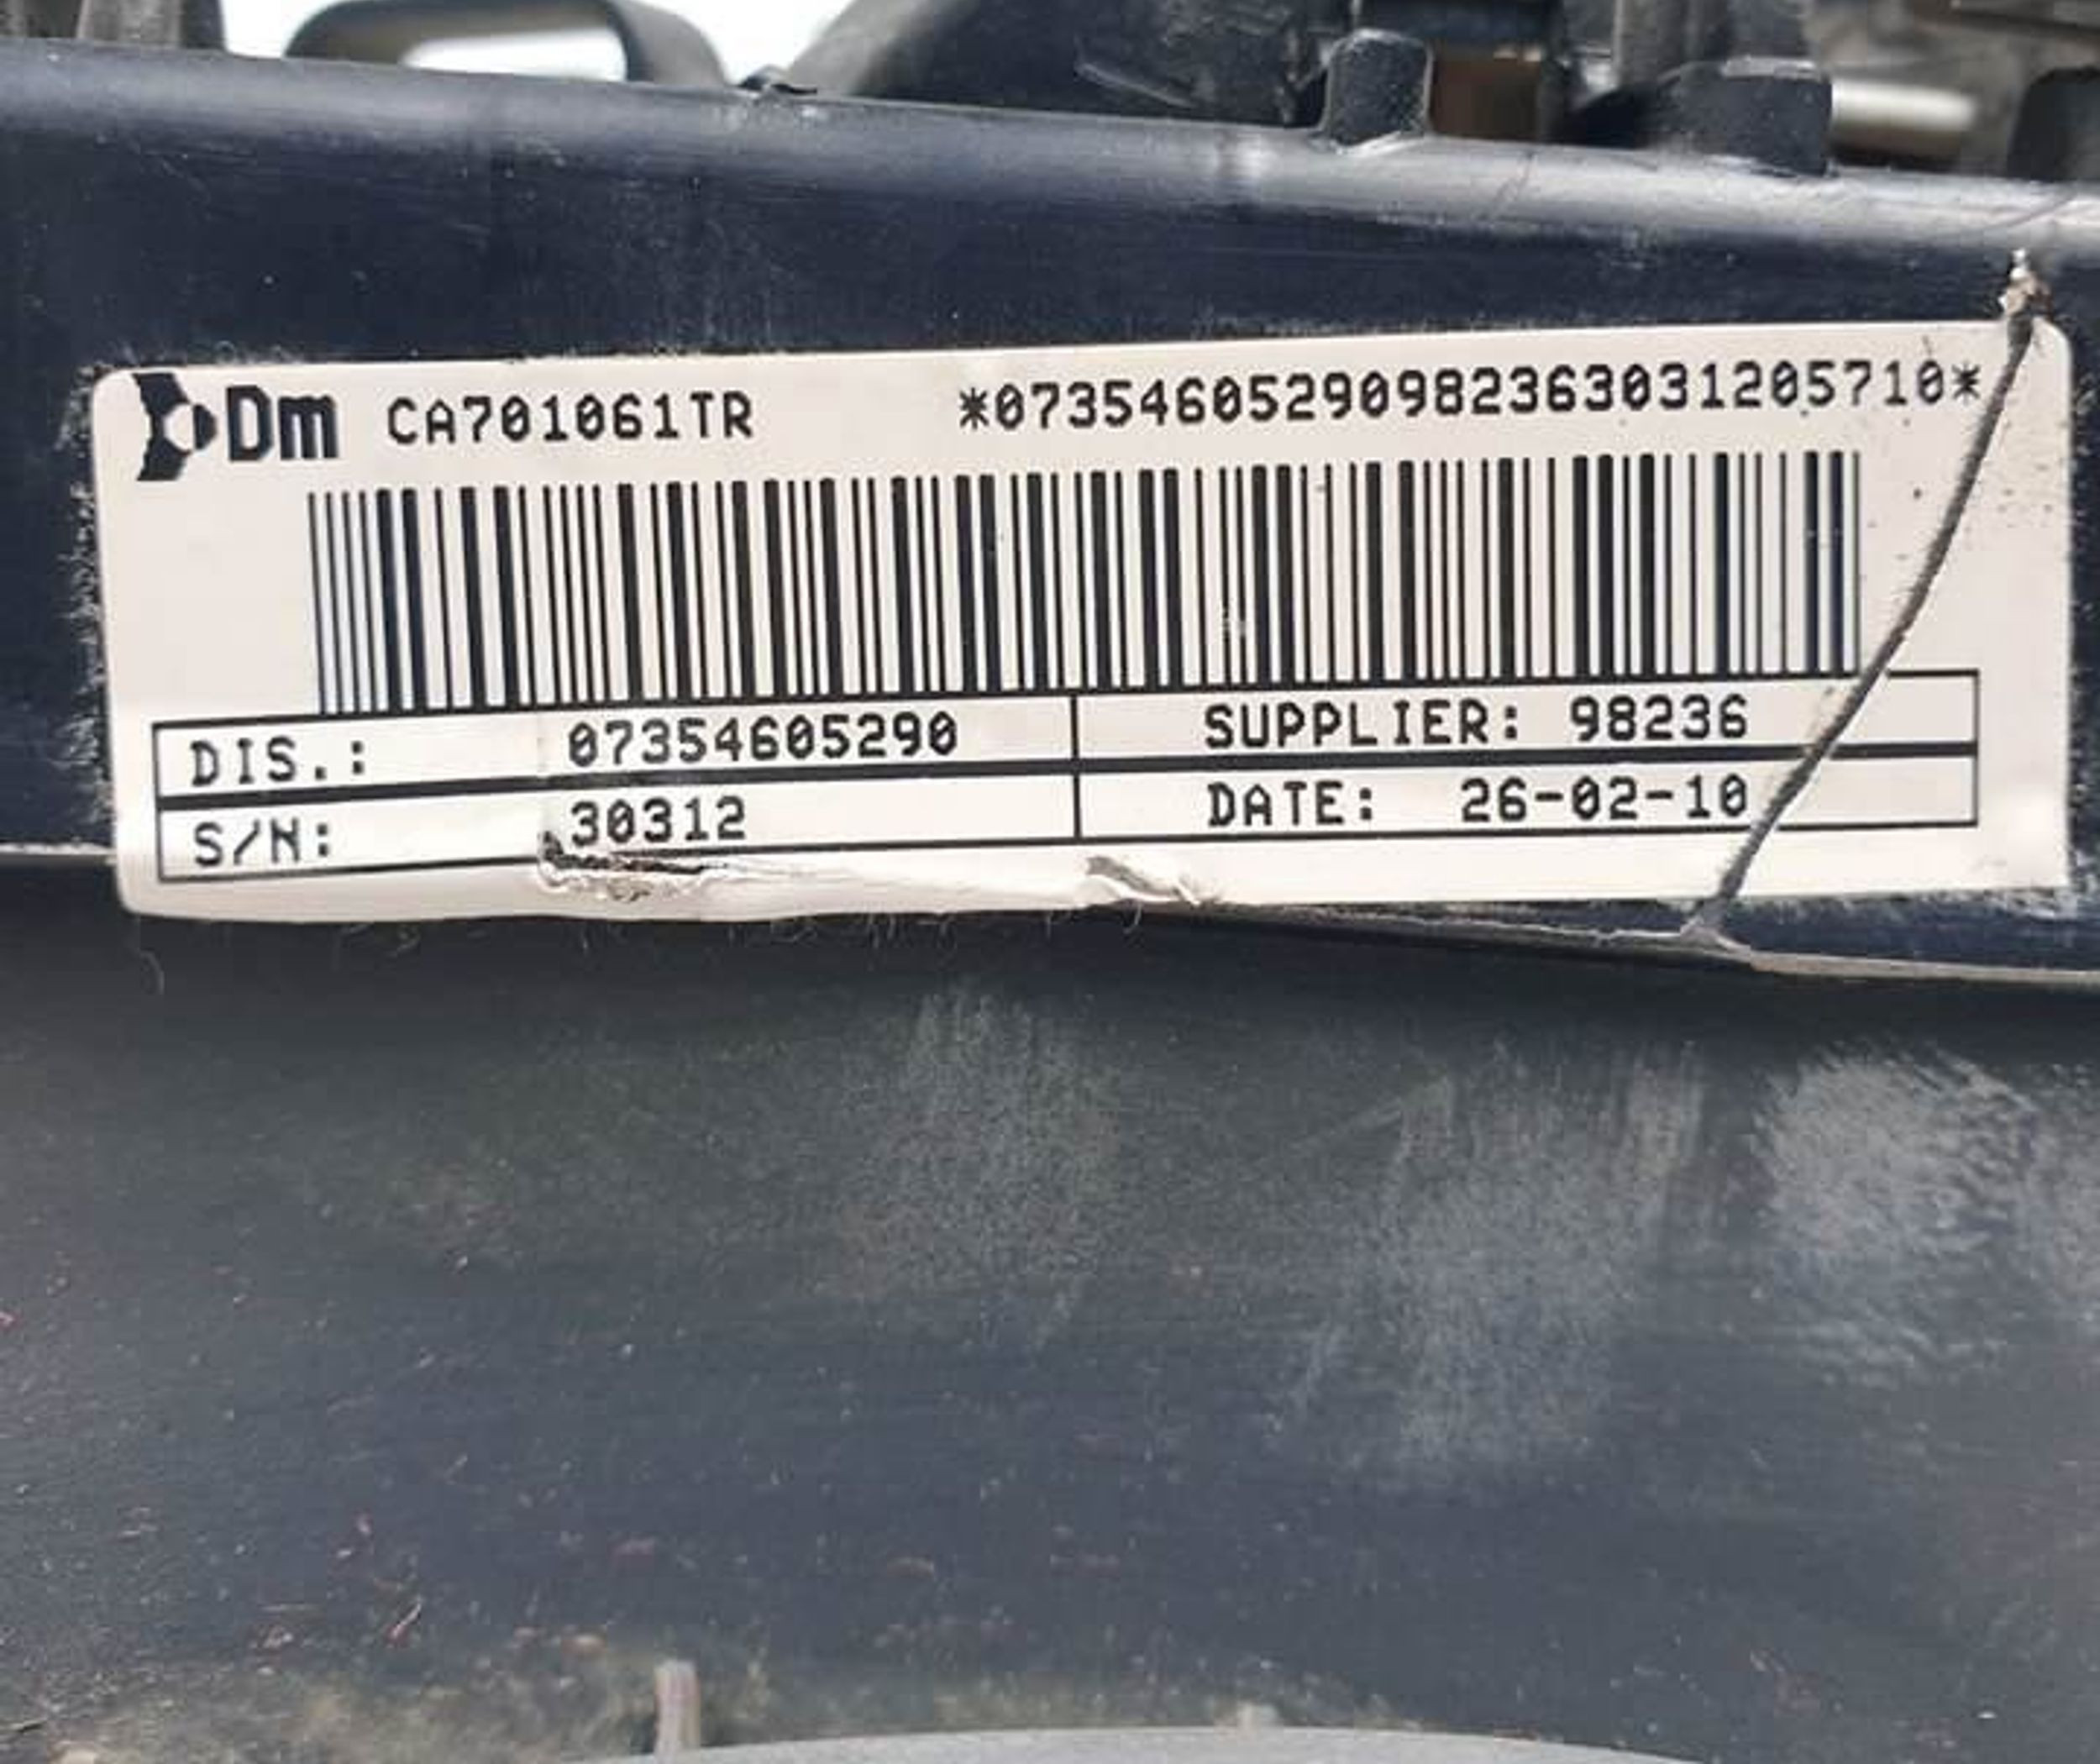 Dm CA701061TR *07354605290982363031205710*
DIS.: 07354605290 SUPPLIER: 98236
S/N: 30312 DATE: 26-02-10